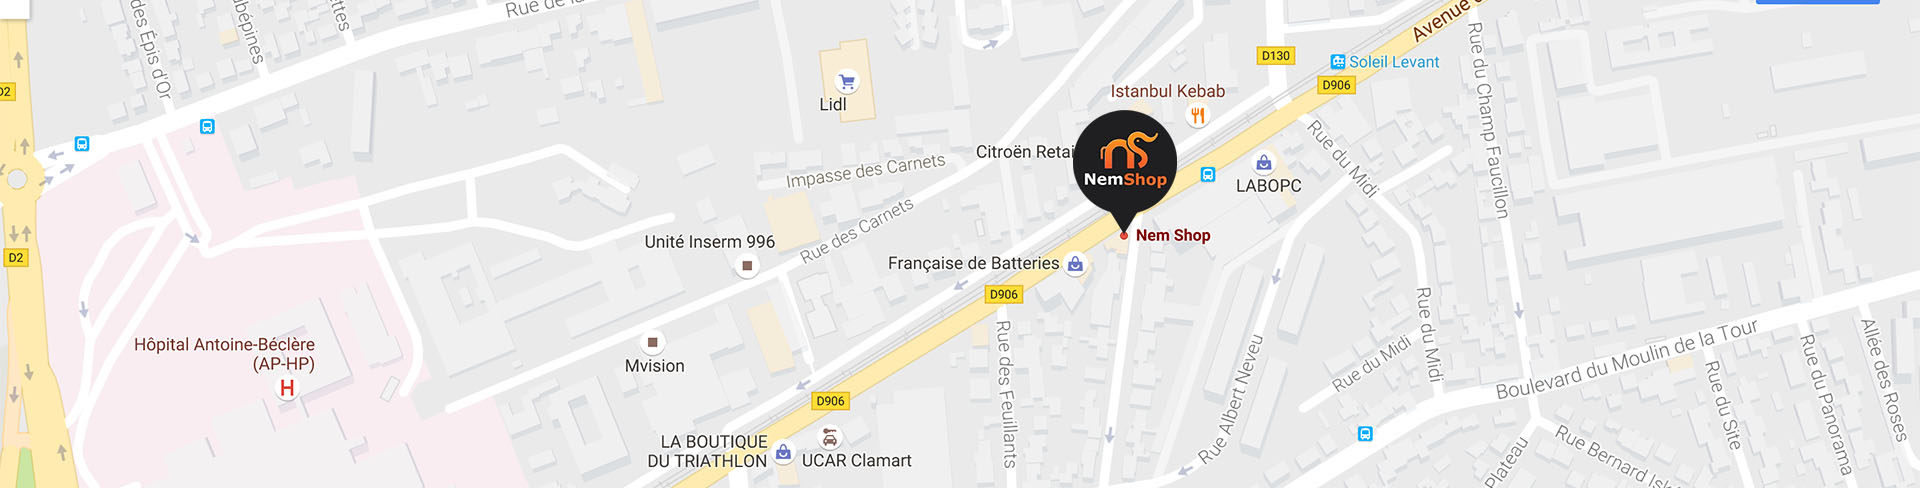 des Épis d'Or
bépines
ettes
Rue de la
D2
D2
Lidl
Impasse des Carnets
Rue des Carnets
Citroën Retai
Istanbul Kebab
NemShop
Nem Shop
D130
Soleil Levant
D906
Avenue
LABOPC
Rue du Midi
Rue du Champ Faucillon
Unité Inserm 996
Française de Batteries
D906
Hôpital Antoine-Béclère
(AP-HP)
H
Mvision
D906
LA BOUTIQUE
DU TRIATHLON
UCAR Clamart
Rue des Feuillants
Rue Albert Neveu
Rue du Midi
Rue du Midi
Boulevard du Moulin de la Tour
Plateau
Rue Bernard Isk
Rue du Site
Rue du Panorama
Allée des Roses